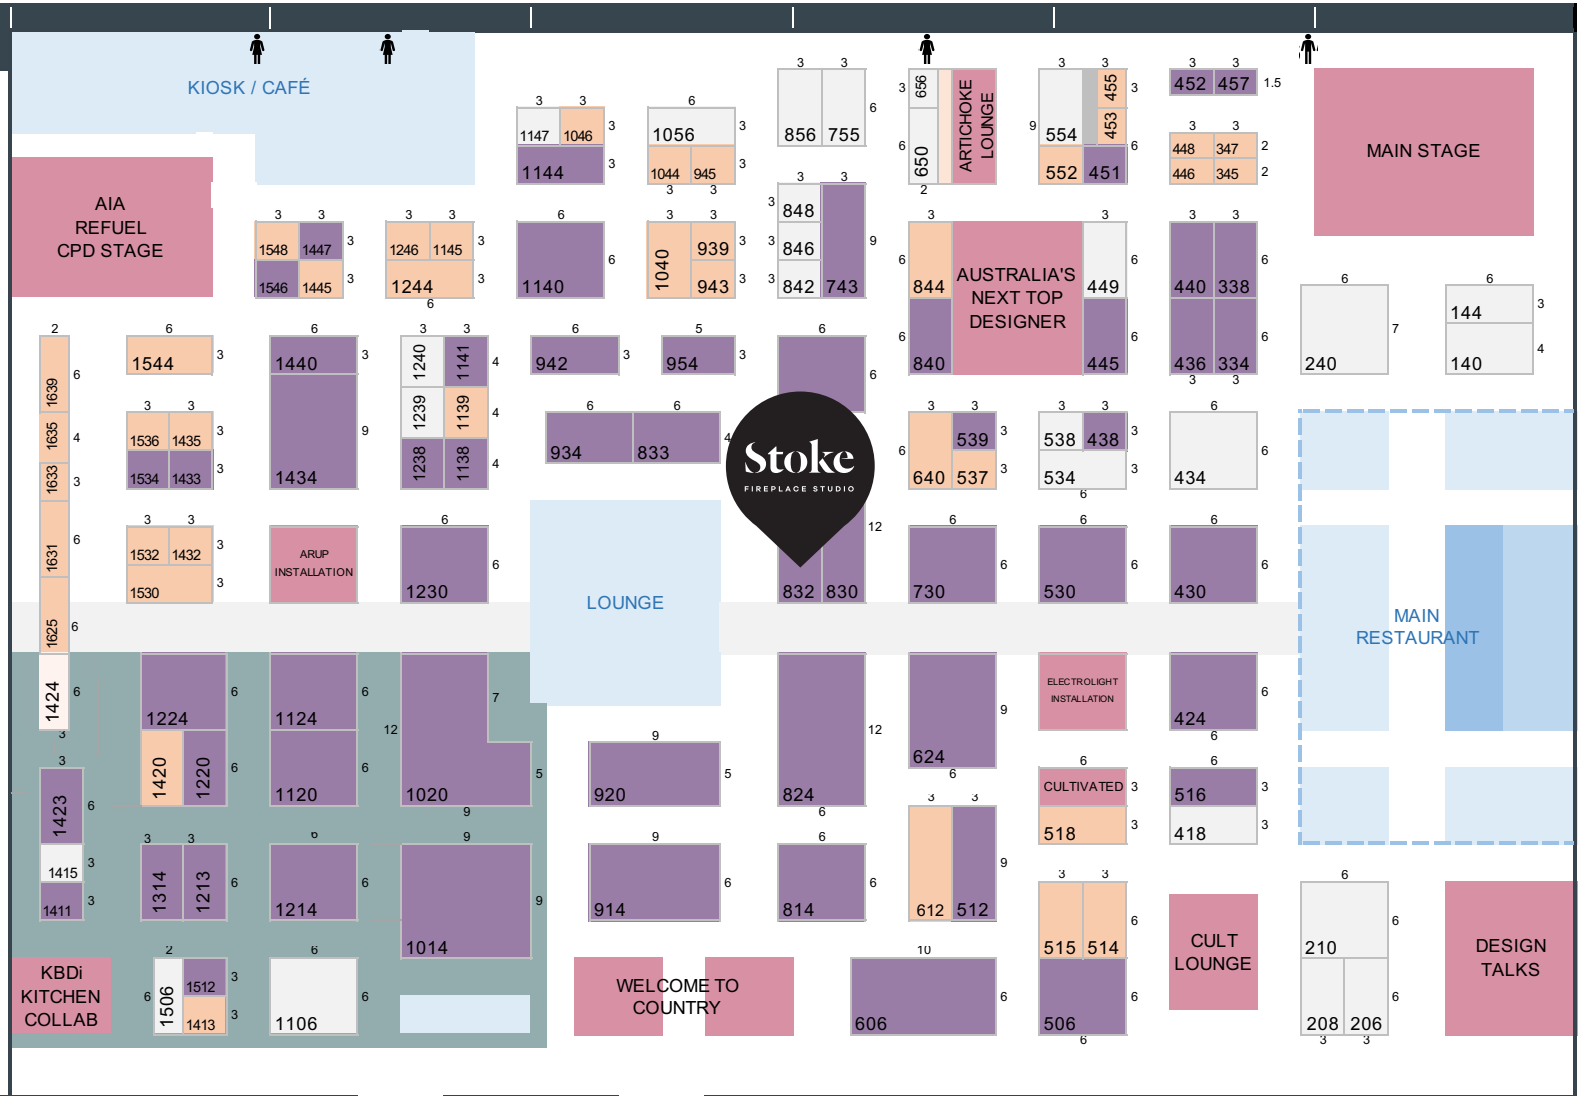 KIOSK / CAFÉ
3 3
3 3
3 3
3 3
452 457 1.5
856 755 6
3 656
ARTICHOKE
LOUNGE
6 650
2
9 554 455 3
453 6
552 451
3 3
448 347 2
446 345 2
MAIN STAGE
3 3
1147 1046 3
1144 3
6
1056 3
1044 945 3
3 3
AIA
REFUEL
CPD STAGE
3 3
1548 1447 3
1546 1445 3
3 3
1246 1145 3
1244 3
6
6
1140 6
3 3
1040 939 3
943 3
3 3
3 848
3 846
3 842 743 9
3
6 844
6 840
AUSTRALIA'S
NEXT TOP
DESIGNER
3
449 6
445 6
3 3
440 338 6
436 334 6
3 3
6
240 7
6
144 3
140 4
2
1639 6
1635 4
1633 3
1631 6
1625 6
6
1544 3
6
1440 3
1434 9
3 3
1240 1141 4
1239 1139 4
1238 1138 4
6
942 3
5
954 3
6
6
3 3
1536 1435 3
1534 1433 3
6 6
934 833 4
Stoke
FIREPLACE STUDIO
12
832 830
3 3
6 640 539 3
537 3
3 3
538 438 3
534 3
6
6
434 6
3 3
1532 1432 3
1530 3
ARUP
INSTALLATION
6
1230 6
LOUNGE
6
730 6
6
530 6
6
430 6
MAIN
RESTAURANT
1424 6
3
1224 6
1420 1220 6
1124 6
1120 6
12 1020 7
5
9
824 12
6
624 9
6
ELECTROLIGHT
INSTALLATION
424 6
6
3
1423 6
1415 3
1411 3
9
920 5
6
CULTIVATED 3
518 3
6
516 3
418 3
3 3
1314 1213 6
6
1214 6
9
1014 9
9
914 6
6
814 6
3 3
612 512 9
3 3
515 514 6
506 6
6
CULT
LOUNGE
6
210 6
208 206 6
3 3
DESIGN
TALKS
KBDi
KITCHEN
COLLAB
2
6 1506 1512 3
1413 3
6
1106 6
WELCOME TO
COUNTRY
10
606 6